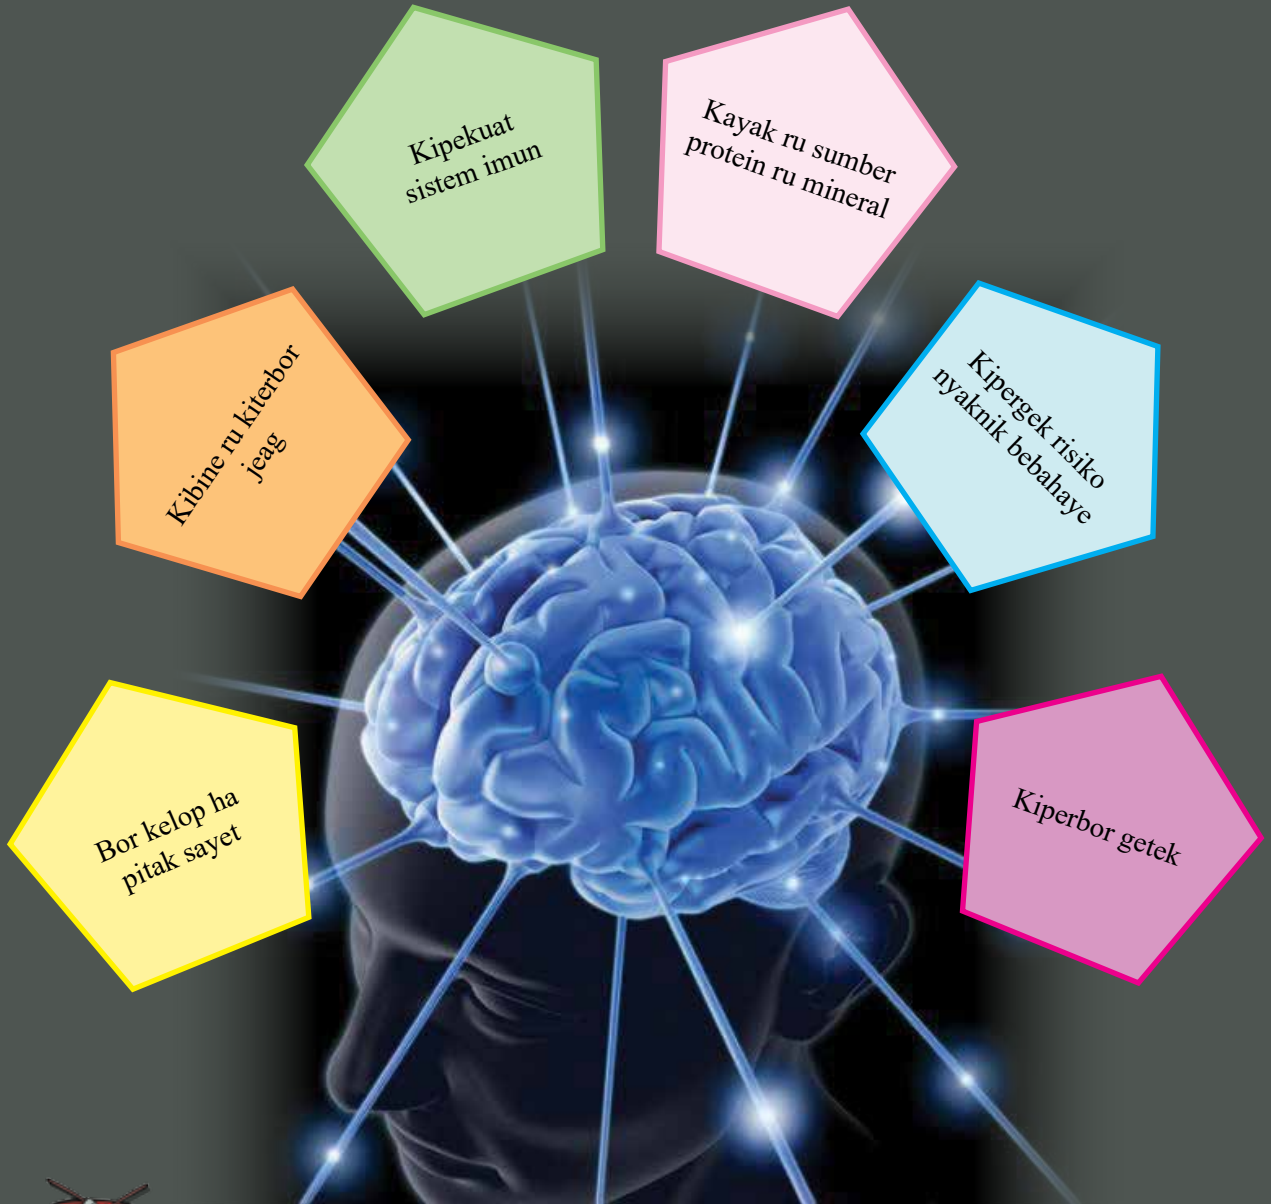 Kipekuat
sistem imun
Kayak ru sumber
protein ru mineral
Kibine ru kiterbor
jeag
Kipergek risiko
nyaknik bebahaye
Bor kelop ha
pitak sayet
Kiperbor getek